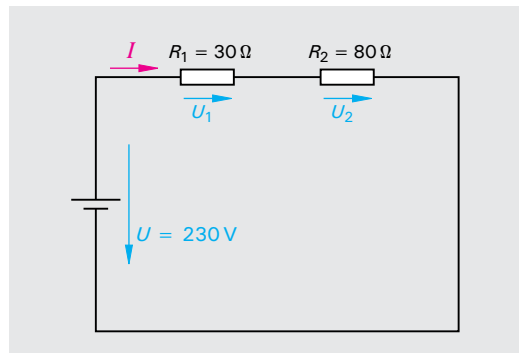 I R₁ = 30 Ω R₂ = 80 Ω
U₁ U₂
U = 230 V